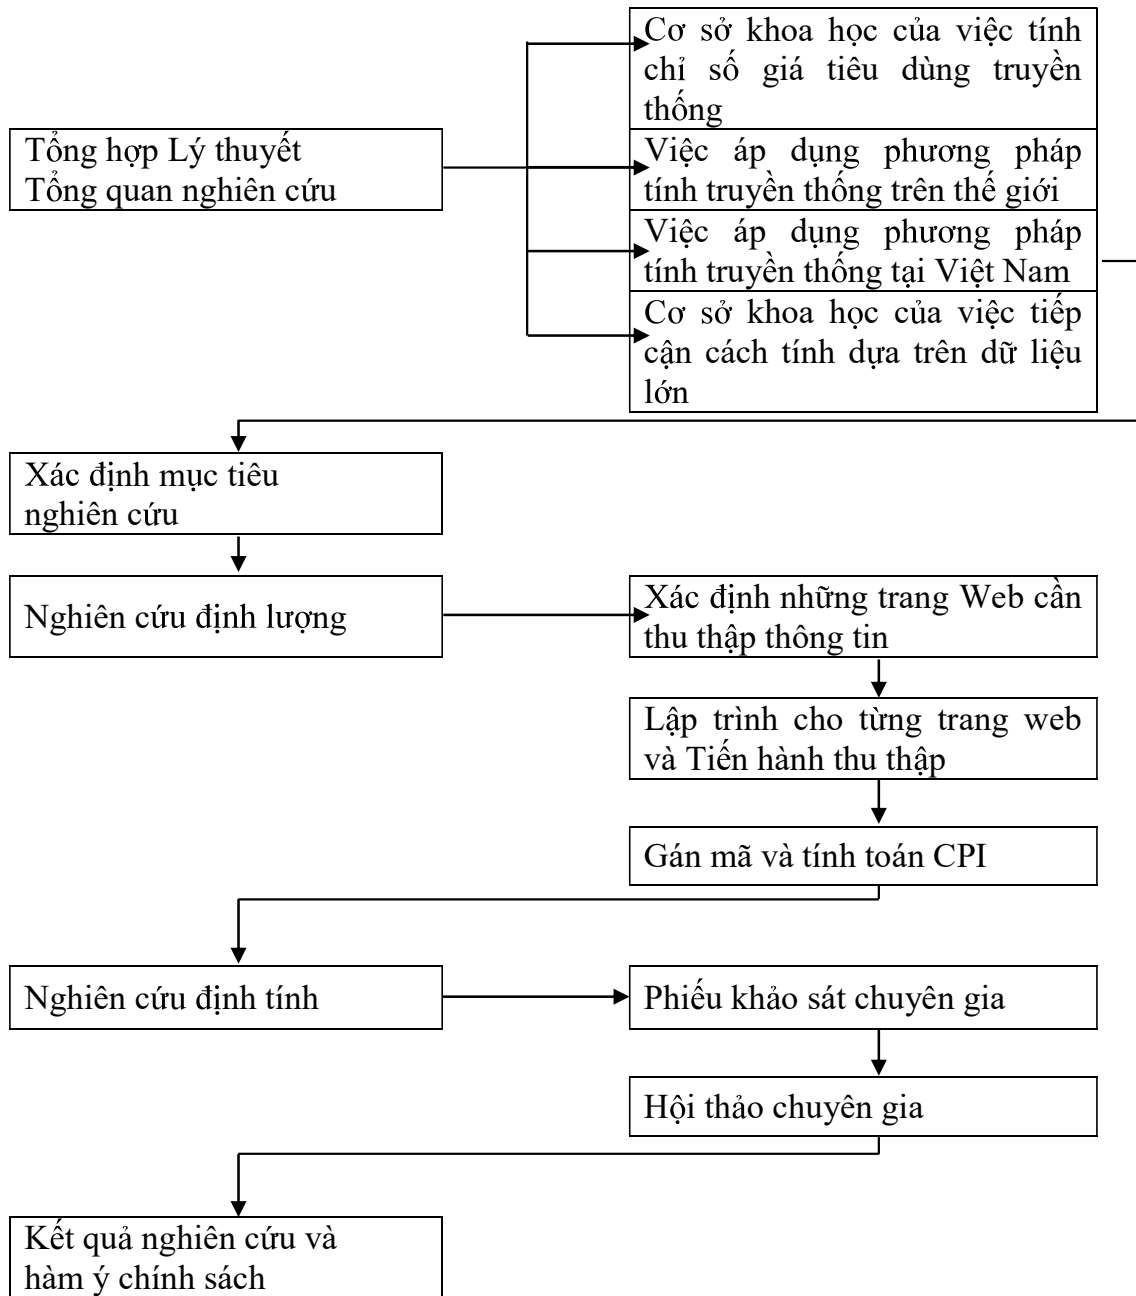 Tổng hợp Lý thuyết
Tổng quan nghiên cứu
Cơ sở khoa học của việc tính
chỉ số giá tiêu dùng truyền
thống
Việc áp dụng phương pháp
tính truyền thống trên thế giới
Việc áp dụng phương pháp
tính truyền thống tại Việt Nam
Cơ sở khoa học của việc tiếp
cận cách tính dựa trên dữ liệu
lớn
Xác định mục tiêu
nghiên cứu
Nghiên cứu định lượng
Xác định những trang Web cần
thu thập thông tin
Lập trình cho từng trang web
và Tiến hành thu thập
Gán mã và tính toán CPI
Nghiên cứu định tính
Phiếu khảo sát chuyên gia
Hội thảo chuyên gia
Kết quả nghiên cứu và
hàm ý chính sách